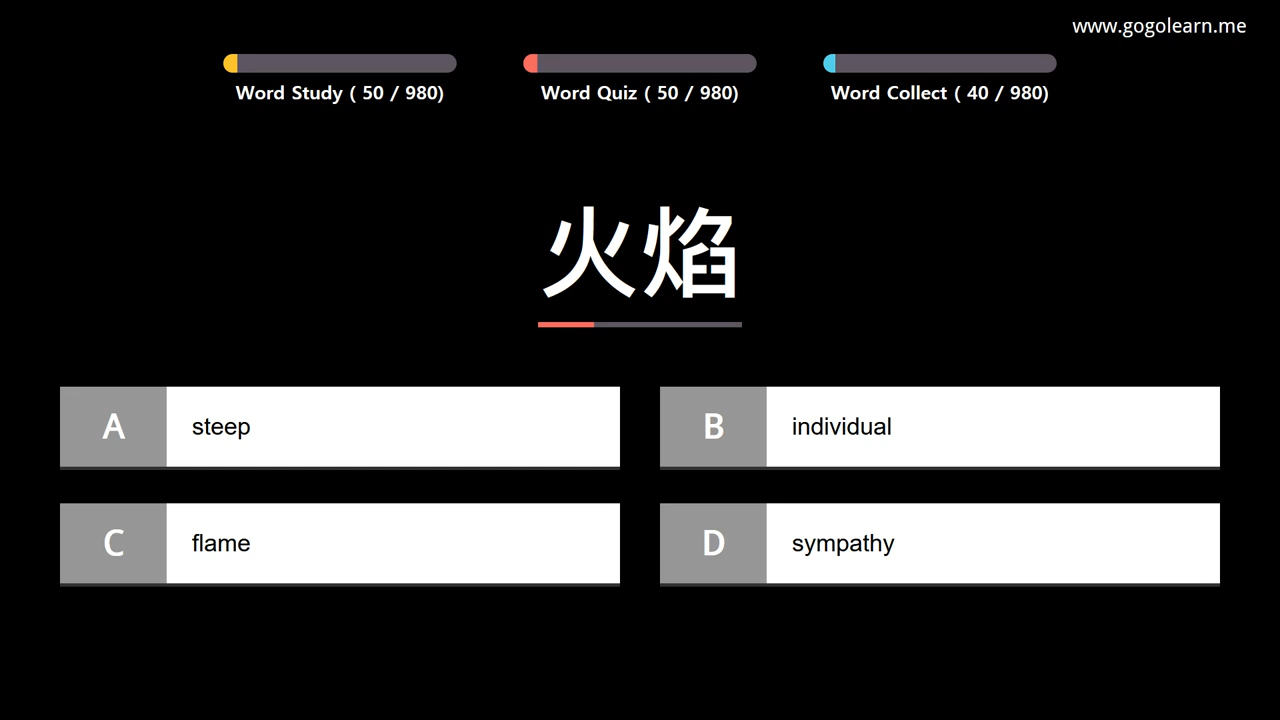 www.gogolearn.me
Word Study ( 50 / 980)
Word Quiz ( 50 / 980)
Word Collect ( 40 / 980)
火焰
A steep
B individual
C flame
D sympathy